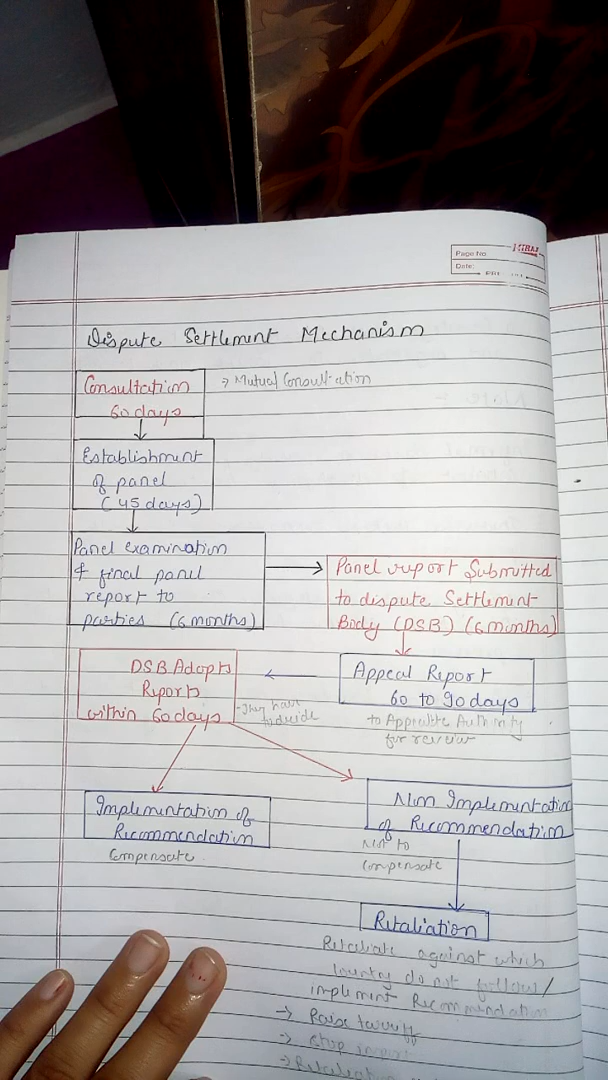 Page No.
Date:
Dispute Settlement Mechanism
Consultation
60 days
→ Mutual Consultation
Establishment
of panel
(45 days)
Panel examination
& final panel
report to
parties (6 months)
Panel report Submitted
to dispute Settlement
Body (DSB) (6 months)
Appeal Report
60 to 90 days
to Appellate Authority
for review
DSB Adopts
Reports
within 60 days
- They have
to decide
Implementation of
Recommendation
Compensate
Non Implementation
of Recommendation
Not to
Compensate
Retaliation
Retaliate against which
country do not follow/
implement Recommendation
→ Raise tariff
→ Stop import
→ Retaliation